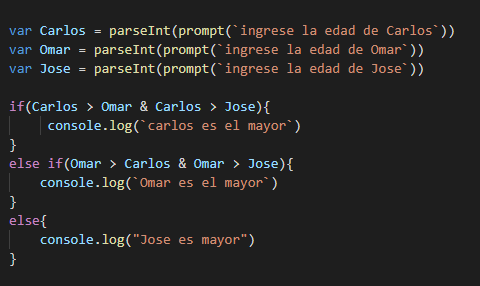 var Carlos = parseInt(prompt(`ingrese la edad de Carlos`))
var Omar = parseInt(prompt(`ingrese la edad de Omar`))
var Jose = parseInt(prompt(`ingrese la edad de Jose`))

if(Carlos > Omar & Carlos > Jose){
     console.log(`carlos es el mayor`)
}
else if(Omar > Carlos & Omar > Jose){
    console.log(`Omar es el mayor`)
}
else{
    console.log("Jose es mayor")
}